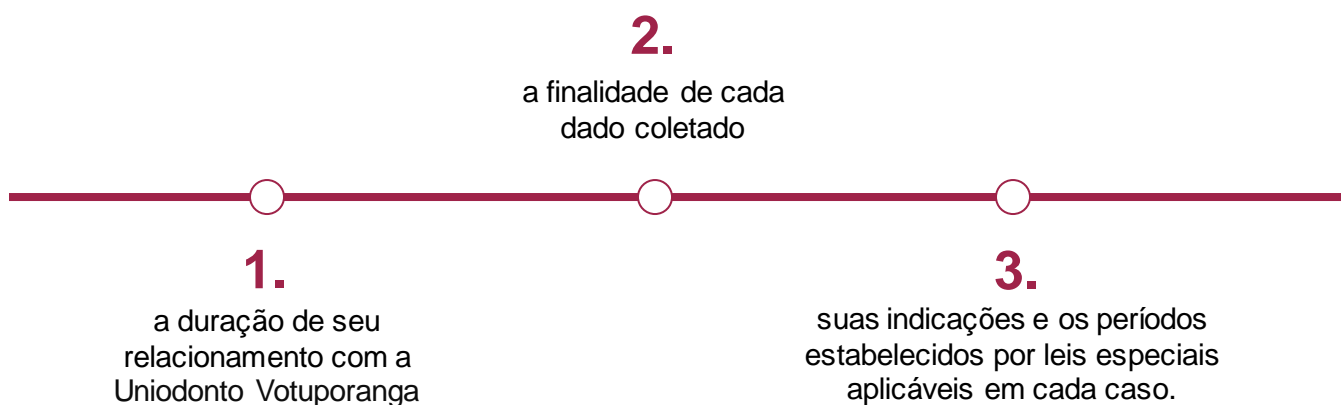 1.
a duração de seu
relacionamento com a
Uniodonto Votuporanga
2.
a finalidade de cada
dado coletado
3.
suas indicações e os períodos
estabelecidos por leis especiais
aplicáveis em cada caso.